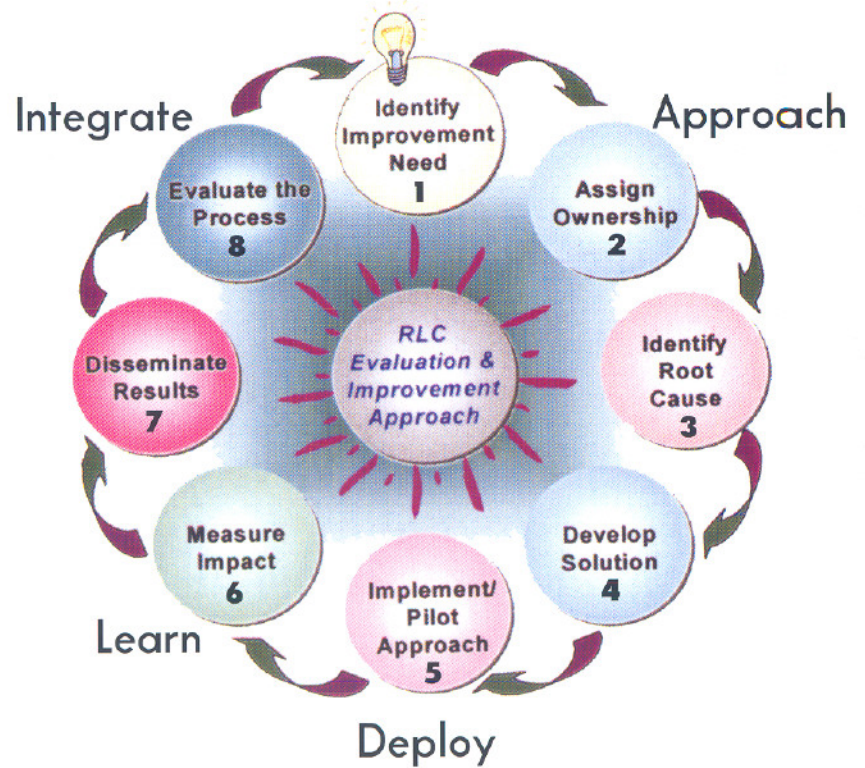 Identify
Improvement
Need
1
Approach
Assign
Ownership
2
Identify
Root
Cause
3
Develop
Solution
4
Implement/
Pilot
Approach
5
Deploy
Measure
Impact
6
Learn
Disseminate
Results
7
Evaluate the
Process
8
Integrate
RLC
Evaluation &
Improvement
Approach